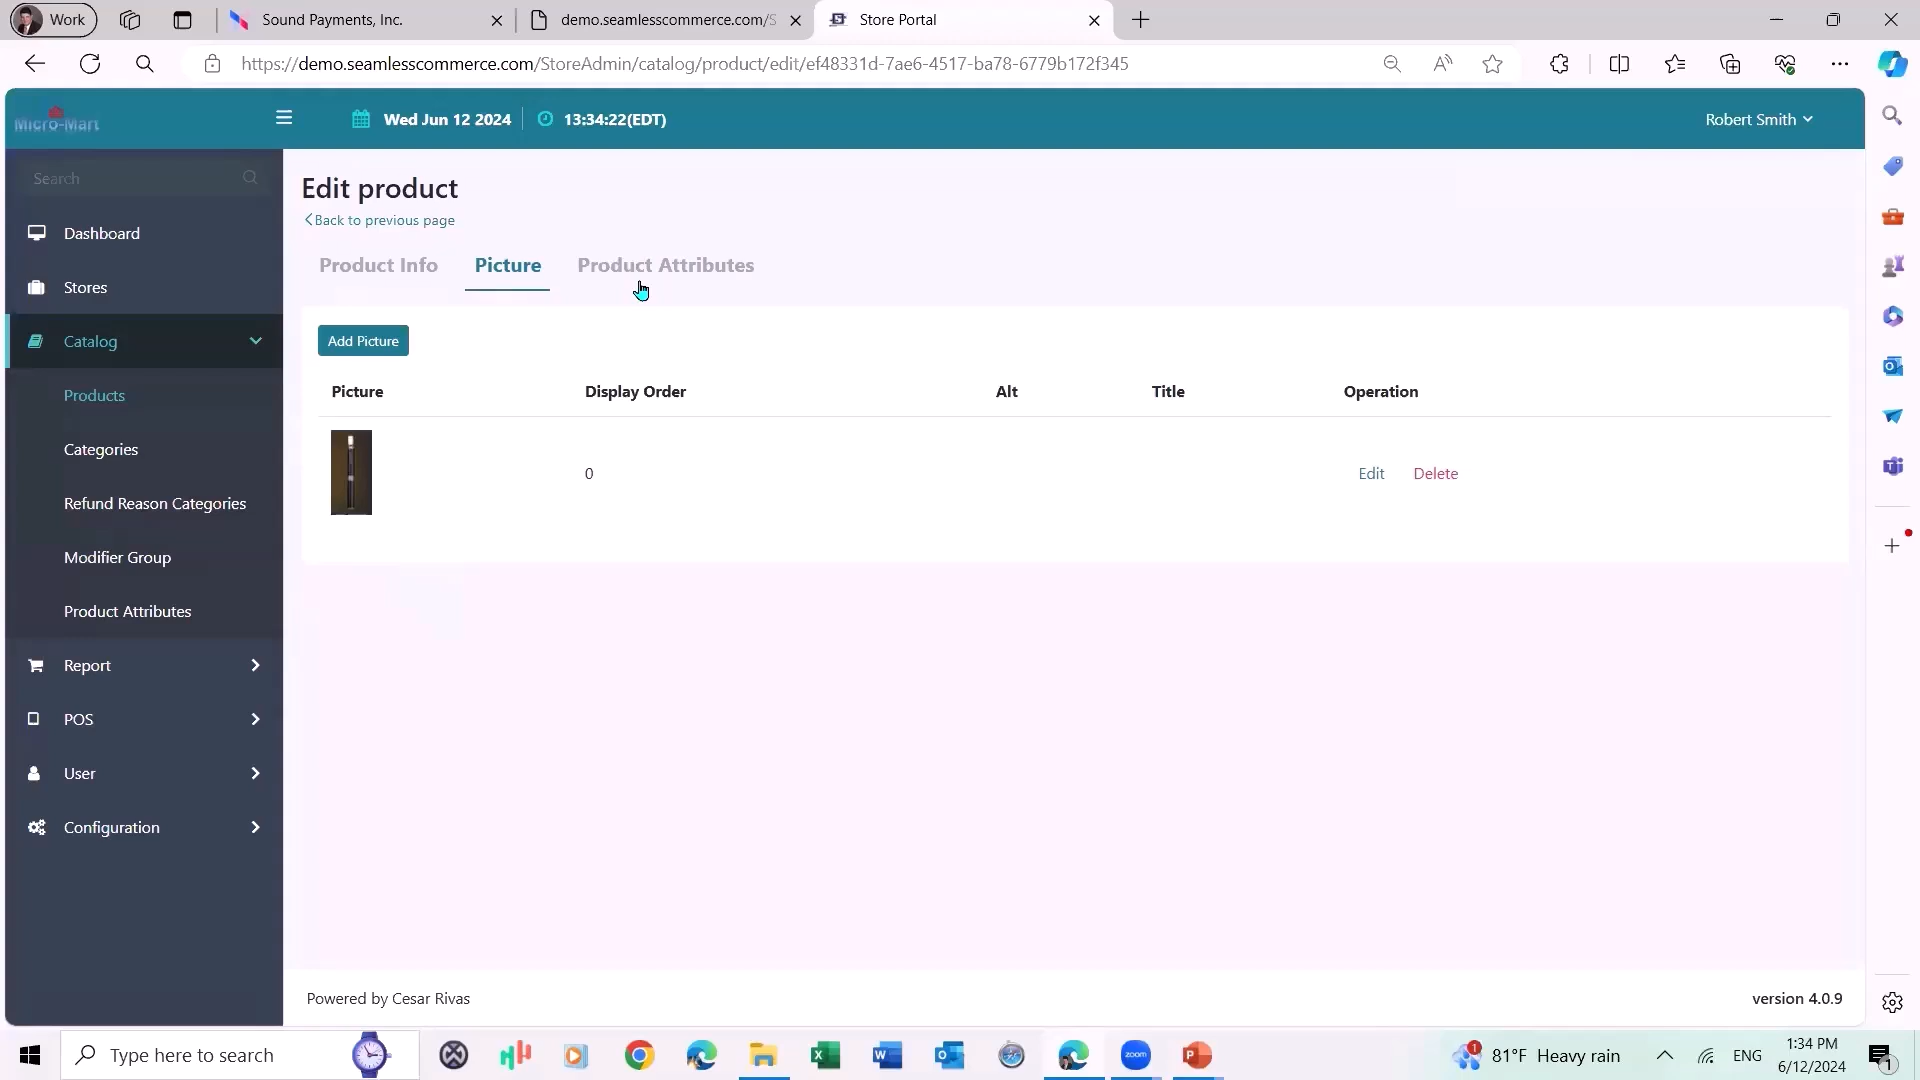 Work
Sound Payments, Inc.
demo.seamlesscommerce.com/S
Store Portal
https://demo.seamlesscommerce.com/StoreAdmin/catalog/product/edit/ef48331d-7ae6-4517-ba78-6779b172f345
Micro-Mart
Wed Jun 12 2024
13:34:22(EDT)
Robert Smith
Search
Dashboard
Stores
Catalog
Products
Categories
Refund Reason Categories
Modifier Group
Product Attributes
Report
POS
User
Configuration
Edit product
Back to previous page
Product Info Picture Product Attributes
Add Picture
Picture Display Order Alt Title Operation
0 Edit Delete
Powered by Cesar Rivas
version 4.0.9
Type here to search
zoom
1
81°F Heavy rain
ENG
1:34 PM
6/12/2024
1